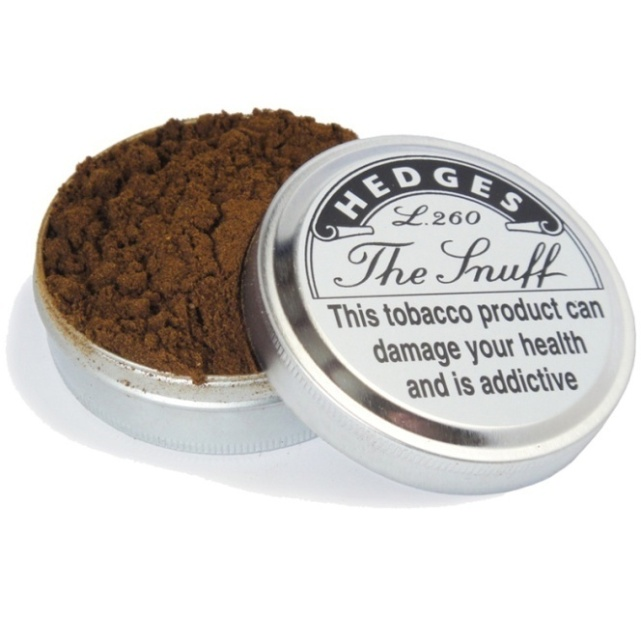 HEDGES
L.260
The Snuff
This tobacco product can
damage your health
and is addictive